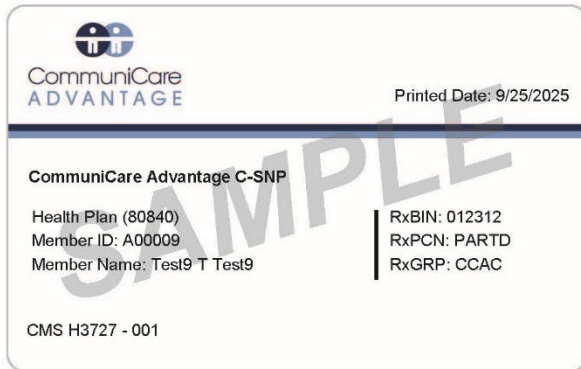 CommuniCare
ADVANTAGE
Printed Date: 9/25/2025
CommuniCare Advantage C-SNP
Health Plan (80840)
Member ID: A00009
Member Name: Test9 T Test9
RxBIN: 012312
RxPCN: PARTD
RxGRP: CCAC
CMS H3727 - 001
SAMPLE